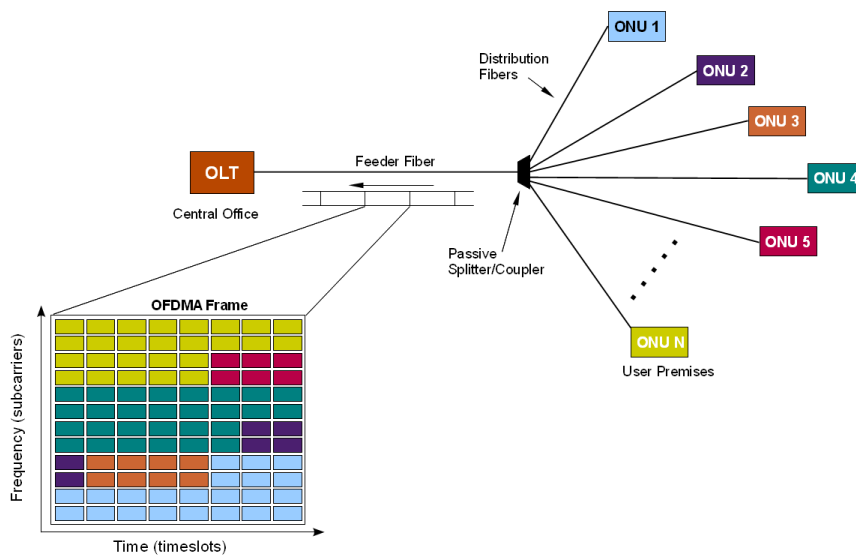 ONU 1
Distribution
Fibers
ONU 2
ONU 3
Feeder Fiber
OLT
ONU 4
Central Office
ONU 5
Passive
Splitter/Coupler
OFDMA Frame
ONU N
User Premises
Frequency (subcarriers)
Time (timeslots)